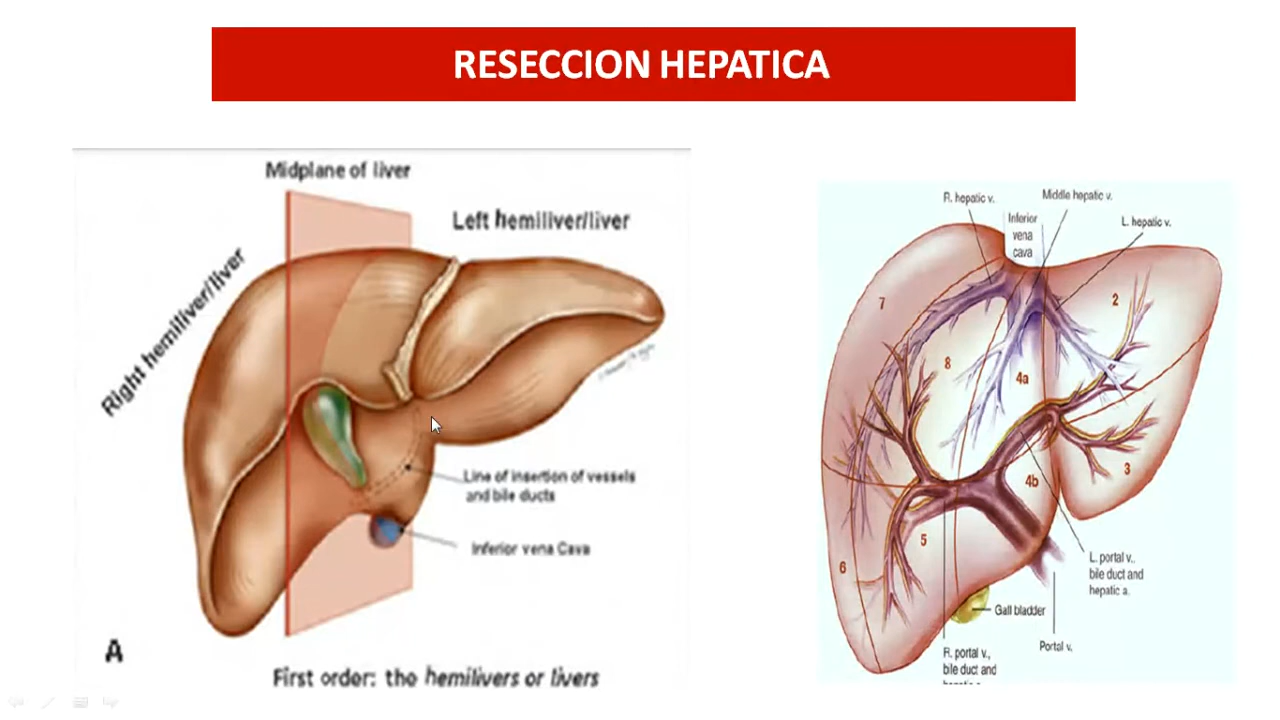 RESECCION HEPATICA
Midplane of liver
Left hemiliver/liver
Right hemiliver/liver
Line of insertion of vessels
and bile ducts
Inferior vena Cava
A
First order: the hemilivers or livers
R. hepatic v.
Middle hepatic v.
Inferior
vena
cava
L. hepatic v.
7
2
8
4a
3
4b
5
6
L. portal v.,
bile duct and
hepatic a.
Gall bladder
Portal v.
R. portal v.,
bile duct and